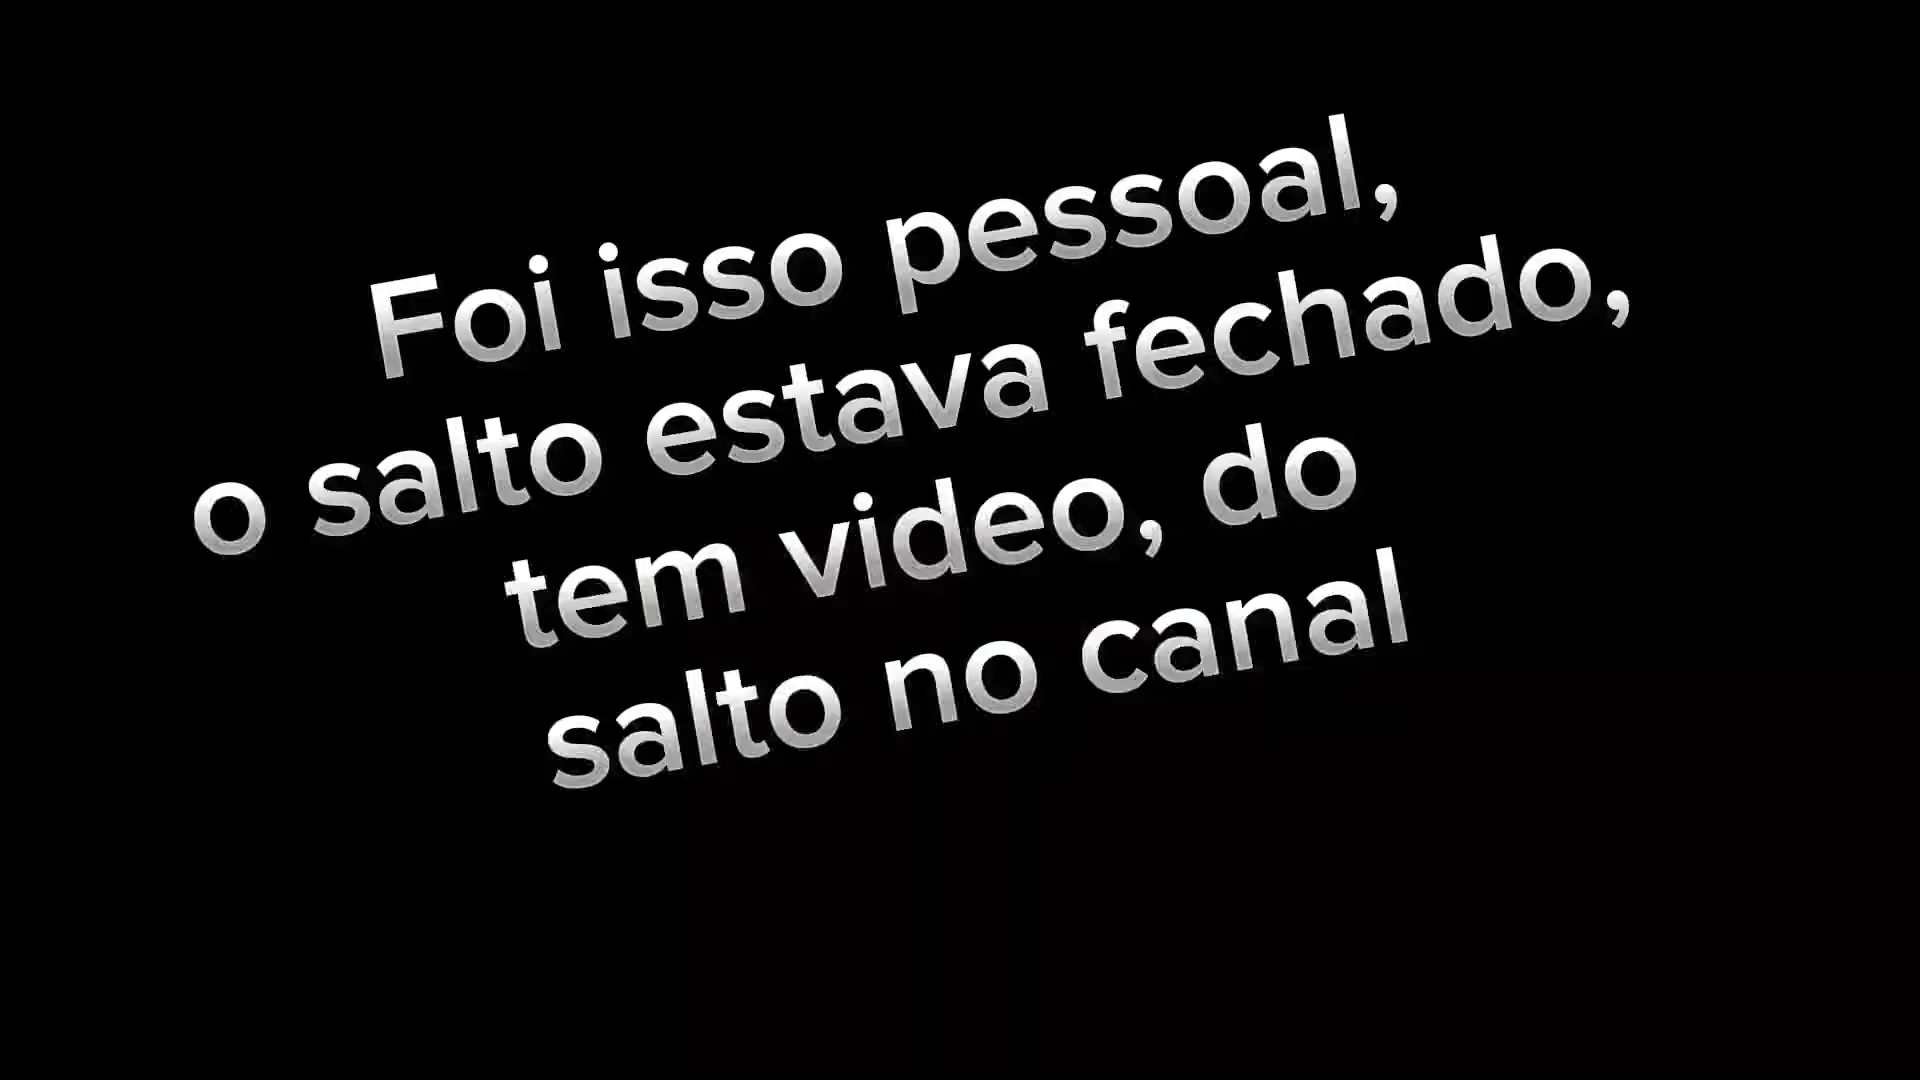 Foi isso pessoal,
o salto estava fechado,
tem video, do
salto no canal